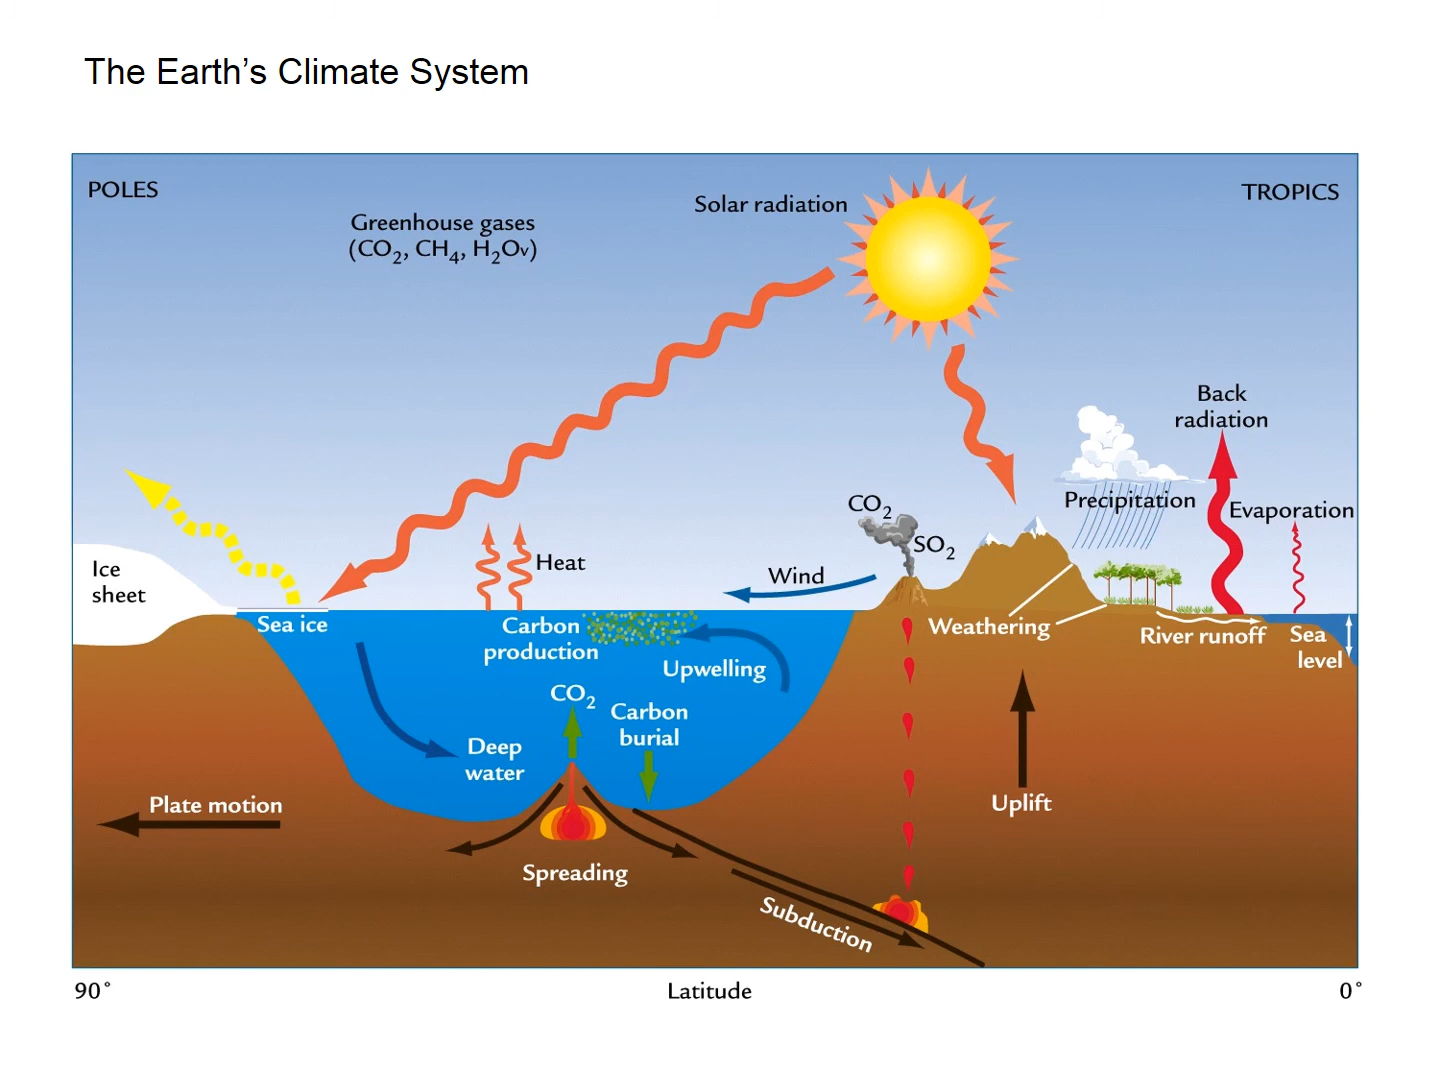 The Earth’s Climate System
POLES
TROPICS
Solar radiation
Greenhouse gases
(CO₂, CH₄, H₂Ov)
Back
radiation
CO₂
Precipitation
Evaporation
SO₂
Heat
Ice
sheet
Wind
Sea ice
Carbon
production
Weathering
River runoff
Sea
level
Upwelling
CO₂
Carbon
burial
Deep
water
Plate motion
Uplift
Spreading
Subduction
90°
Latitude
0°